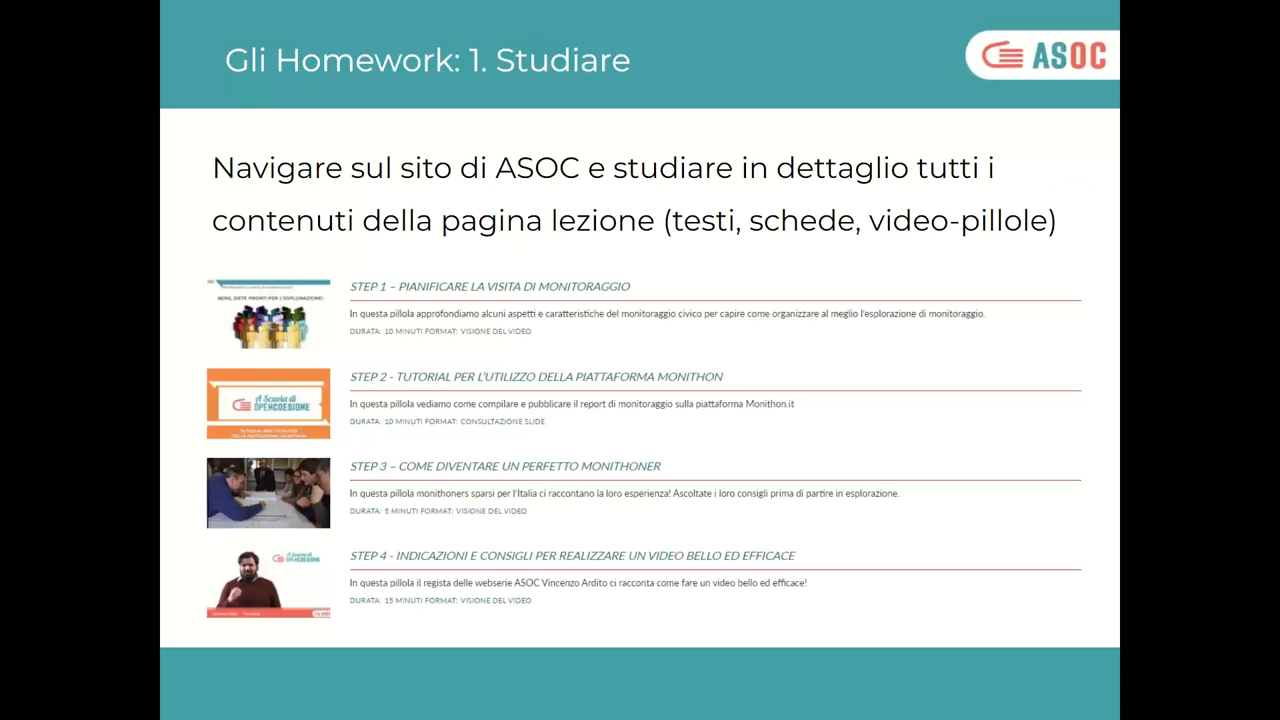 Gli Homework: 1. Studiare
ASOC
Navigare sul sito di ASOC e studiare in dettaglio tutti i
contenuti della pagina lezione (testi, schede, video-pillole)
BENE, SIETE PRONTI PER L'ESPLORAZIONE!
STEP 1 – PIANIFICARE LA VISITA DI MONITORAGGIO
In questa pillola approfondiamo alcuni aspetti e caratteristiche del monitoraggio civico per capire come organizzare al meglio l'esplorazione di monitoraggio.
DURATA: 10 MINUTI FORMAT: VISIONE DEL VIDEO
A Scuola di
OPENCOESIONE
TUTORIAL PER L'UTILIZZO
DELLA PIATTAFORMA MONITHON
STEP 2 - TUTORIAL PER L'UTILIZZO DELLA PIATTAFORMA MONITHON
In questa pillola vediamo come compilare e pubblicare il report di monitoraggio sulla piattaforma Monithon.it
DURATA: 10 MINUTI FORMAT: CONSULTAZIONE SLIDE
STEP 3 – COME DIVENTARE UN PERFETTO MONITHONER
In questa pillola monithoners sparsi per l'Italia ci raccontano la loro esperienza! Ascoltate i loro consigli prima di partire in esplorazione.
DURATA: 5 MINUTI FORMAT: VISIONE DEL VIDEO
A Scuola di
OPENCOESIONE
ASOC
STEP 4 - INDICAZIONI E CONSIGLI PER REALIZZARE UN VIDEO BELLO ED EFFICACE
In questa pillola il regista delle webserie ASOC Vincenzo Ardito ci racconta come fare un video bello ed efficace!
DURATA: 15 MINUTI FORMAT: VISIONE DEL VIDEO